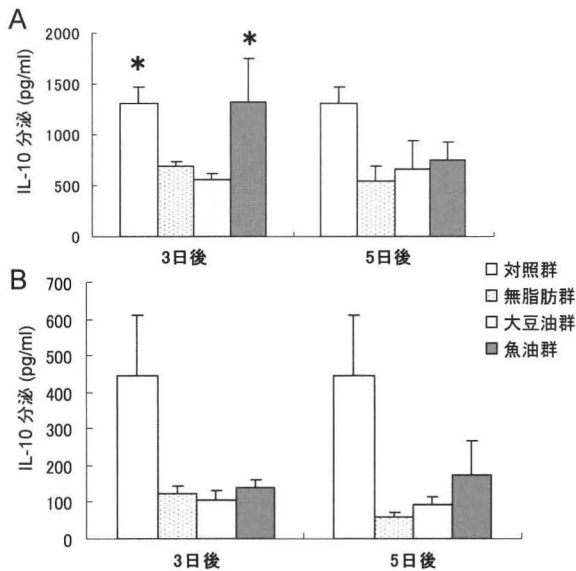 A
IL-10 分泌 (pg/ml)
2000
1500
1000
500
0
* *
3日後 5日後
B
IL-10 分泌 (pg/ml)
700
600
500
400
300
200
100
0
3日後 5日後
対照群
無脂肪群
大豆油群
魚油群